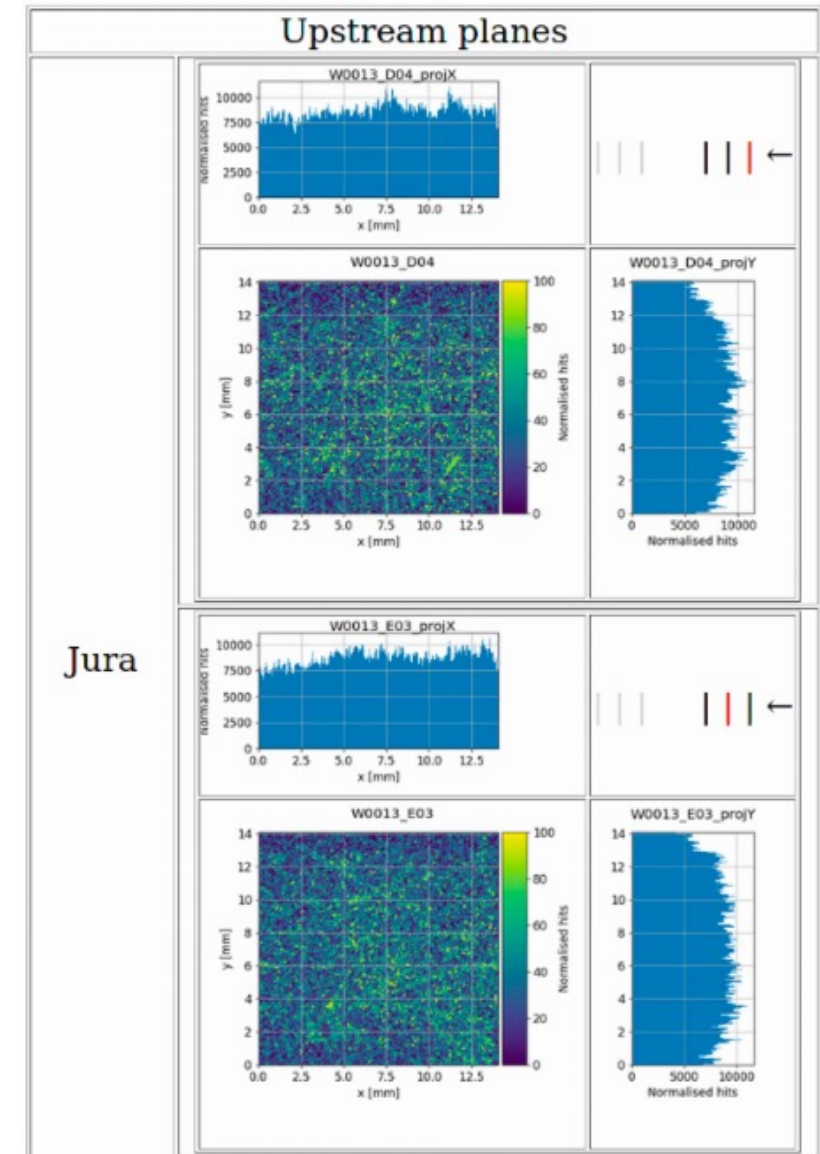 Upstream planes
Jura
W0013_D04_projX
Normalised hits
10000
7500
5000
2500
0
0.0 2.5 5.0 7.5 10.0 12.5
x [mm]
←
W0013_D04
y [mm]
14
12
10
8
6
4
2
0
0.0 2.5 5.0 7.5 10.0 12.5
x [mm]
100
80
60
40
20
0
Normalised hits
W0013_D04_projY
14
12
10
8
6
4
2
0
0 5000 10000
Normalised hits
W0013_E03_projX
Normalised hits
10000
7500
5000
2500
0
0.0 2.5 5.0 7.5 10.0 12.5
x [mm]
←
W0013_E03
y [mm]
14
12
10
8
6
4
2
0
0.0 2.5 5.0 7.5 10.0 12.5
x [mm]
100
80
60
40
20
0
Normalised hits
W0013_E03_projY
14
12
10
8
6
4
2
0
0 5000 10000
Normalised hits